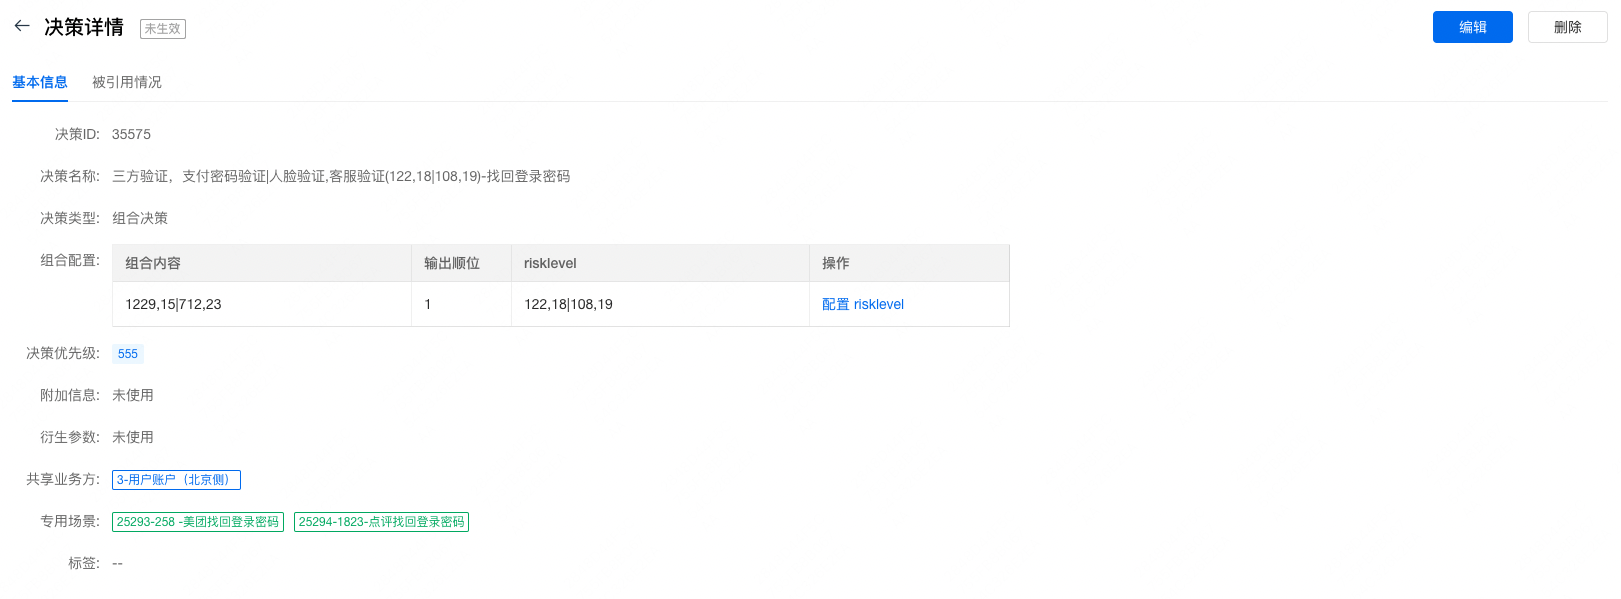 决策详情 未生效 编辑 删除
基本信息 被引用情况
决策ID: 35575
决策名称: 三方验证，支付密码验证|人脸验证,客服验证(122,18|108,19)-找回登录密码
决策类型: 组合决策
组合配置: 组合内容 输出顺位 risklevel 操作
1229,15|712,23 1 122,18|108,19 配置 risklevel
决策优先级: 555
附加信息: 未使用
衍生参数: 未使用
共享业务方: 3-用户账户（北京侧）
专用场景: 25293-258 -美团找回登录密码 25294-1823-点评找回登录密码
标签: --